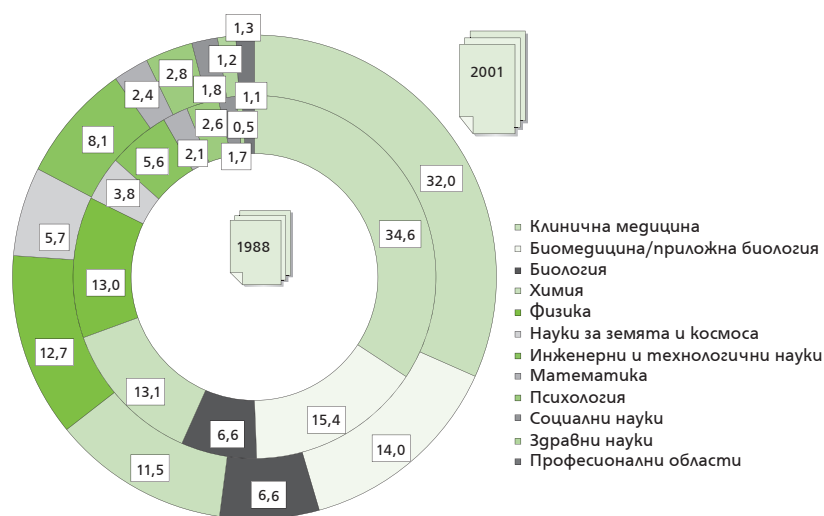 1,3
1,2
2,8
1,8
2,4
1,1
2,6
0,5
8,1
2,1
1,7
5,6
3,8
5,7
13,0
12,7
13,1
11,5
6,6
6,6
15,4
14,0
34,6
32,0
2001
1988
Клинична медицина
Биомедицина/приложна биология
Биология
Химия
Физика
Науки за земята и космоса
Инженерни и технологични науки
Математика
Психология
Социални науки
Здравни науки
Професионални области